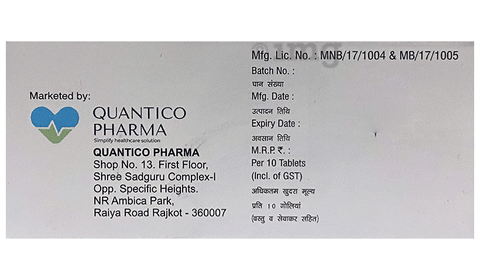 Marketed by:
QUANTICO
PHARMA
Simplify healthcare solution
QUANTICO PHARMA
Shop No. 13. First Floor,
Shree Sadguru Complex-I
Opp. Specific Heights.
NR Ambica Park,
Raiya Road Rajkot - 360007
Mfg. Lic. No. : MNB/17/1004 & MB/17/1005
Batch No. :
घान संख्या
Mfg. Date :
उत्पादन तिथि
Expiry Date :
अवसान तिथि
M.R.P. ₹. :
Per 10 Tablets
(Incl. of GST)
अधिकतम खुदरा मूल्य
प्रति 10 गोलियां
(वस्तु व सेवाकर सहित)